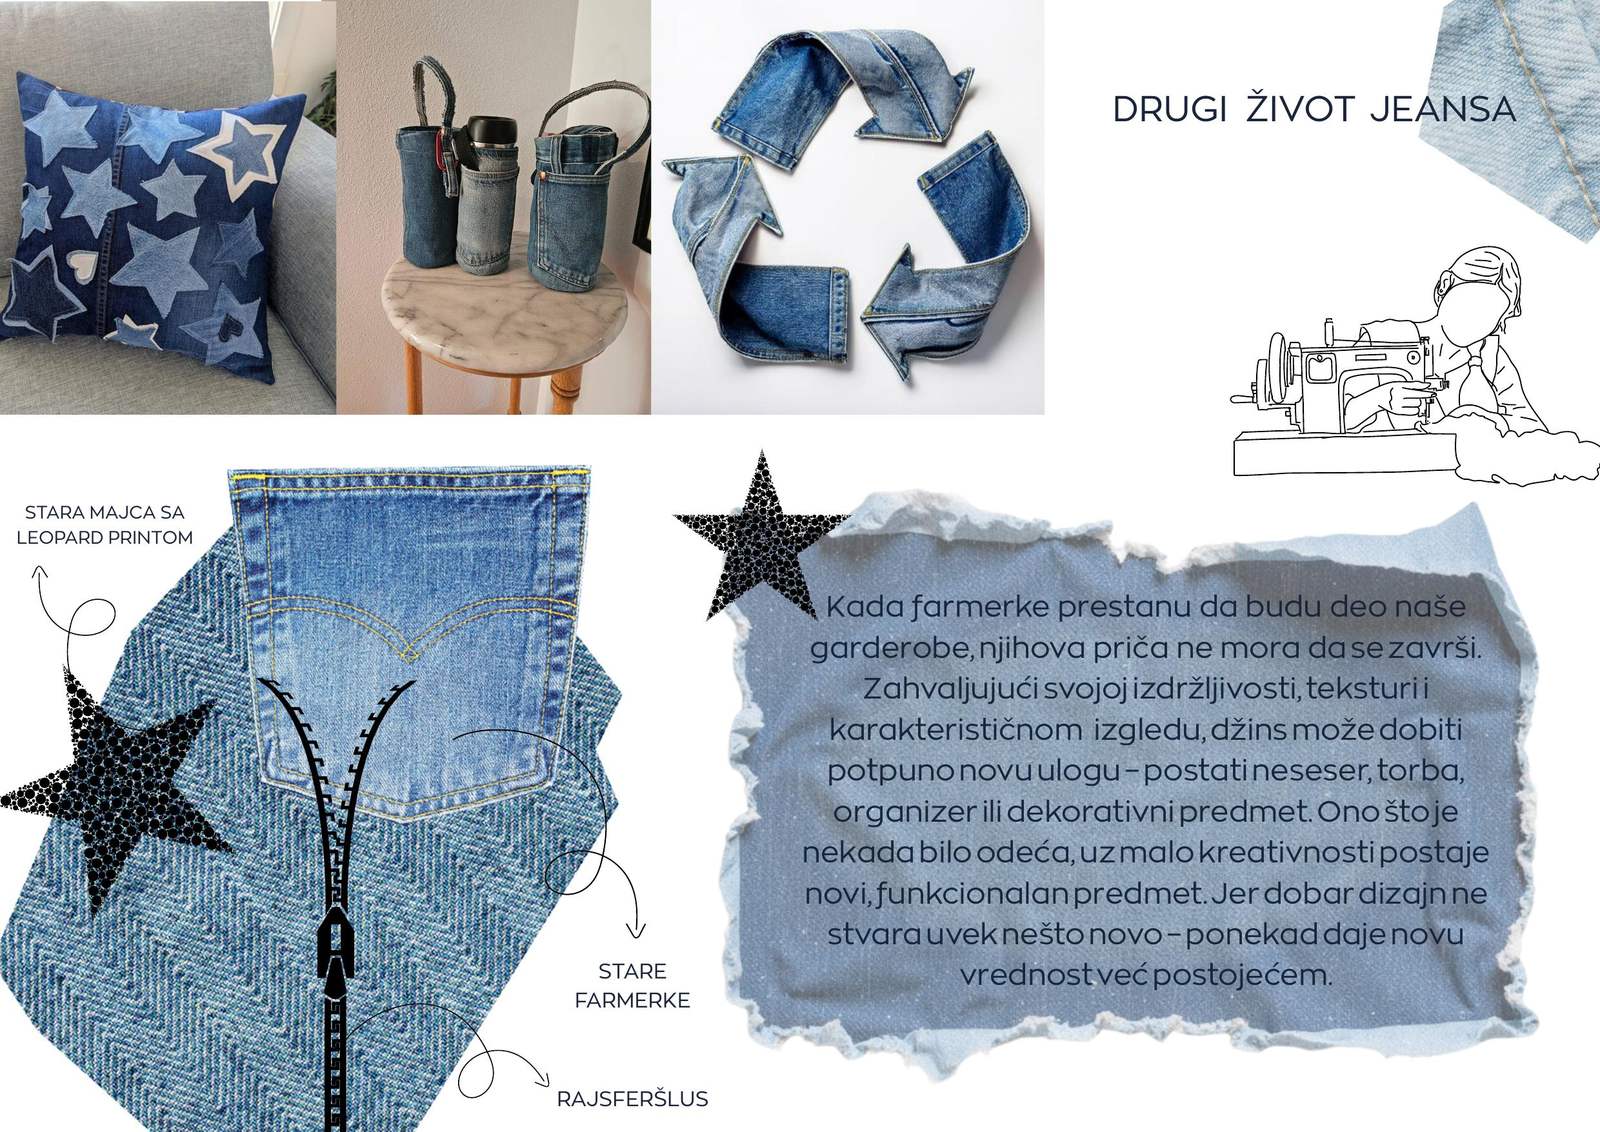 DRUGI ŽIVOT JEANSA
STARA MAJCA SA
LEOPARD PRINTOM
Kada farmerke prestanu da budu deo naše
garderobe, njihova priča ne mora da se završi.
Zahvaljujući svojoj izdržljivosti, teksturi i
karakterističnom izgledu, džins može dobiti
potpuno novu ulogu – postati neseser, torba,
organizer ili dekorativni predmet. Ono što je
nekada bilo odeća, uz malo kreativnosti postaje
novi, funkcionalan predmet. Jer dobar dizajn ne
stvara uvek nešto novo – ponekad daje novu
vrednost već postojećem.
STARE
FARMERKE
RAJSFERŠLUS